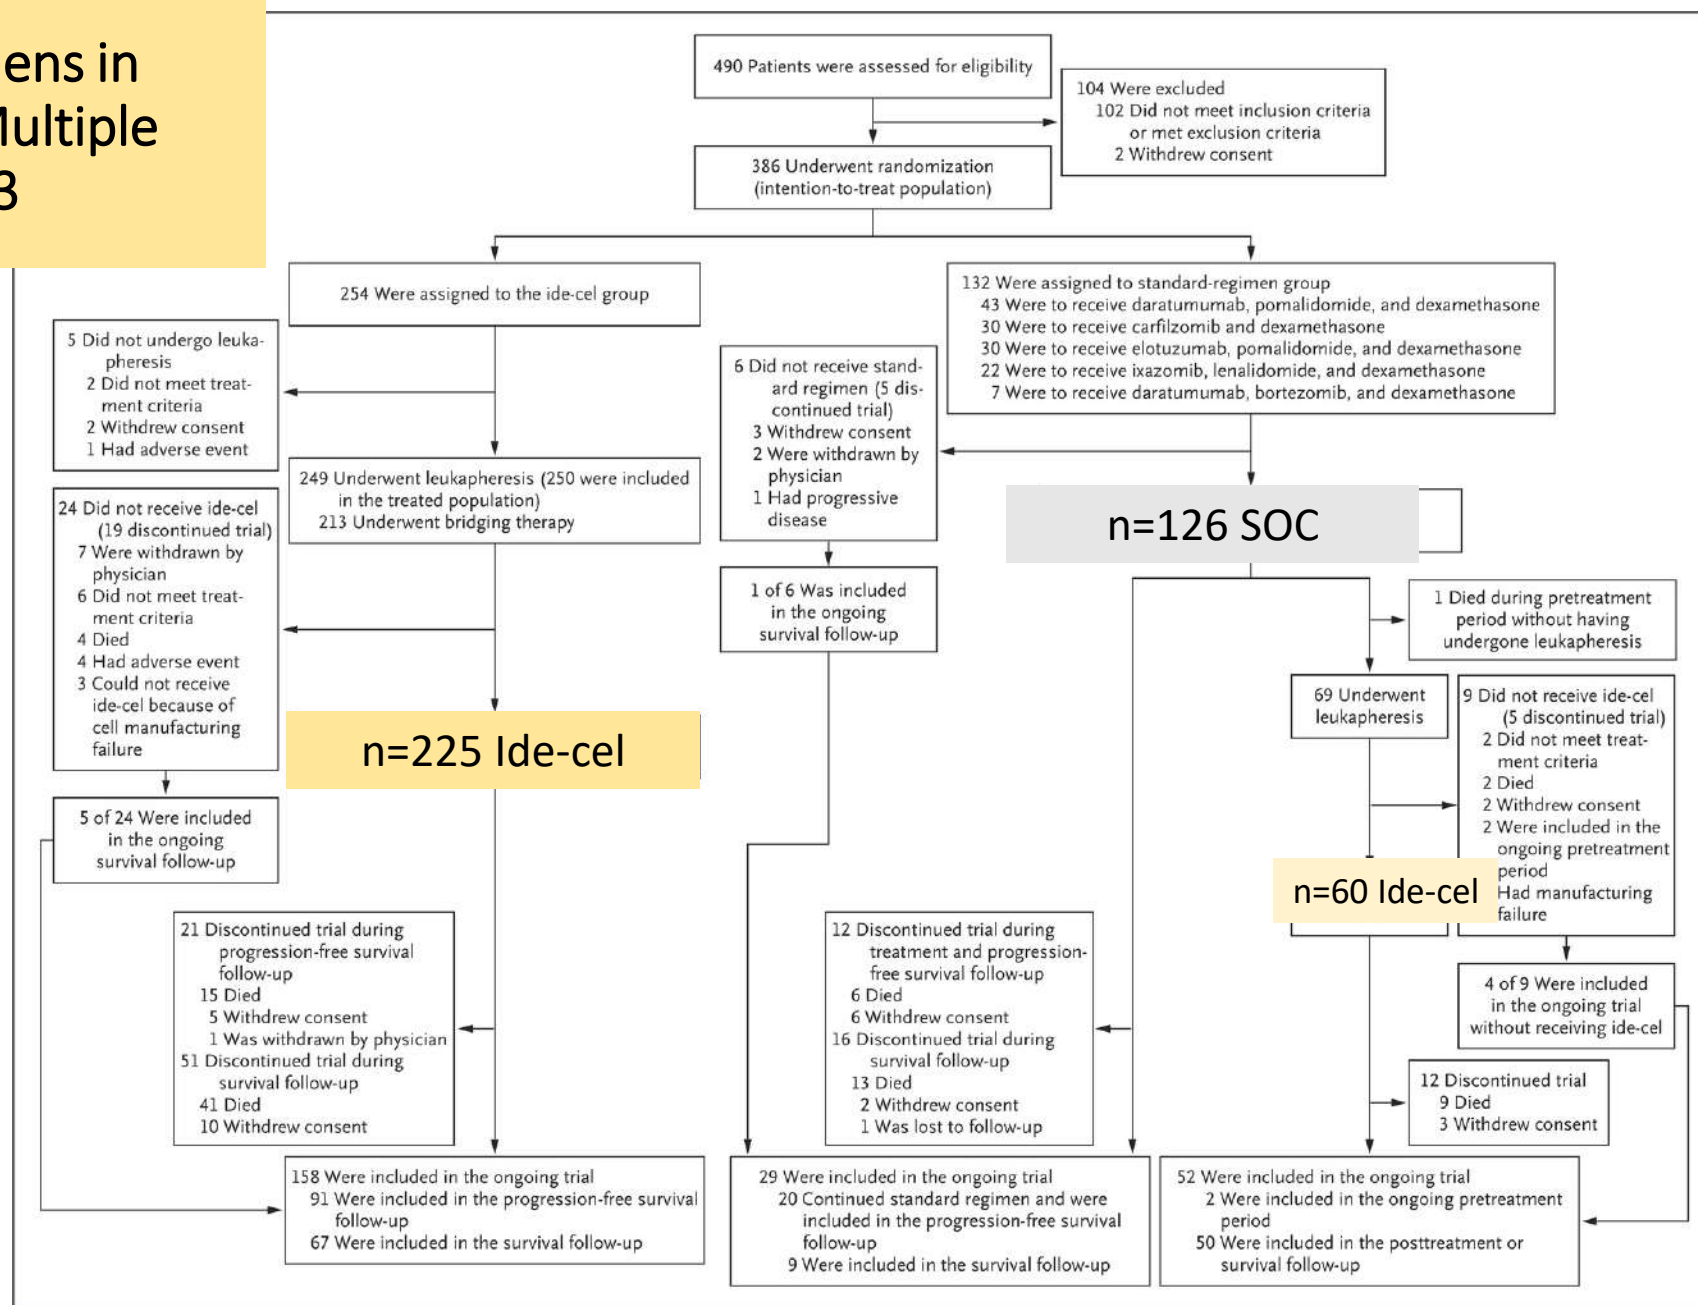 ens in
Multiple
3
490 Patients were assessed for eligibility
104 Were excluded
102 Did not meet inclusion criteria
or met exclusion criteria
2 Withdrew consent
386 Underwent randomization
(intention-to-treat population)
254 Were assigned to the ide-cel group
132 Were assigned to standard-regimen group
43 Were to receive daratumumab, pomalidomide, and dexamethasone
30 Were to receive carfilzomib and dexamethasone
30 Were to receive elotuzumab, pomalidomide, and dexamethasone
22 Were to receive ixazomib, lenalidomide, and dexamethasone
7 Were to receive daratumumab, bortezomib, and dexamethasone
5 Did not undergo leuka-
pheresis
2 Did not meet treat-
ment criteria
2 Withdrew consent
1 Had adverse event
6 Did not receive stand-
ard regimen (5 dis-
continued trial)
3 Withdrew consent
2 Were withdrawn by
physician
1 Had progressive
disease
249 Underwent leukapheresis (250 were included
in the treated population)
213 Underwent bridging therapy
24 Did not receive ide-cel
(19 discontinued trial)
7 Were withdrawn by
physician
6 Did not meet treat-
ment criteria
4 Died
4 Had adverse event
3 Could not receive
ide-cel because of
cell manufacturing
failure
n=126 SOC
1 of 6 Was included
in the ongoing
survival follow-up
1 Died during pretreatment
period without having
undergone leukapheresis
69 Underwent
leukapheresis
9 Did not receive ide-cel
(5 discontinued trial)
2 Did not meet treat-
ment criteria
2 Died
2 Withdrew consent
2 Were included in the
ongoing pretreatment
period
Had manufacturing
failure
n=225 Ide-cel
5 of 24 Were included
in the ongoing
survival follow-up
n=60 Ide-cel
21 Discontinued trial during
progression-free survival
follow-up
15 Died
5 Withdrew consent
1 Was withdrawn by physician
51 Discontinued trial during
survival follow-up
41 Died
10 Withdrew consent
12 Discontinued trial during
treatment and progression-
free survival follow-up
6 Died
6 Withdrew consent
16 Discontinued trial during
survival follow-up
13 Died
2 Withdrew consent
1 Was lost to follow-up
4 of 9 Were included
in the ongoing trial
without receiving ide-cel
12 Discontinued trial
9 Died
3 Withdrew consent
158 Were included in the ongoing trial
91 Were included in the progression-free survival
follow-up
67 Were included in the survival follow-up
29 Were included in the ongoing trial
20 Continued standard regimen and were
included in the progression-free survival
follow-up
9 Were included in the survival follow-up
52 Were included in the ongoing trial
2 Were included in the ongoing pretreatment
period
50 Were included in the posttreatment or
survival follow-up